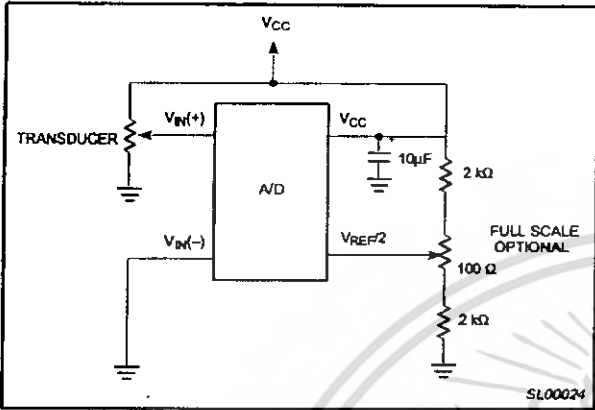 VCC
VIN(+)
VCC
TRANSDUCER
10µF
2 kΩ
A/D
VIN(–)
VREF/2
FULL SCALE
OPTIONAL
100 Ω
2 kΩ
SL00024